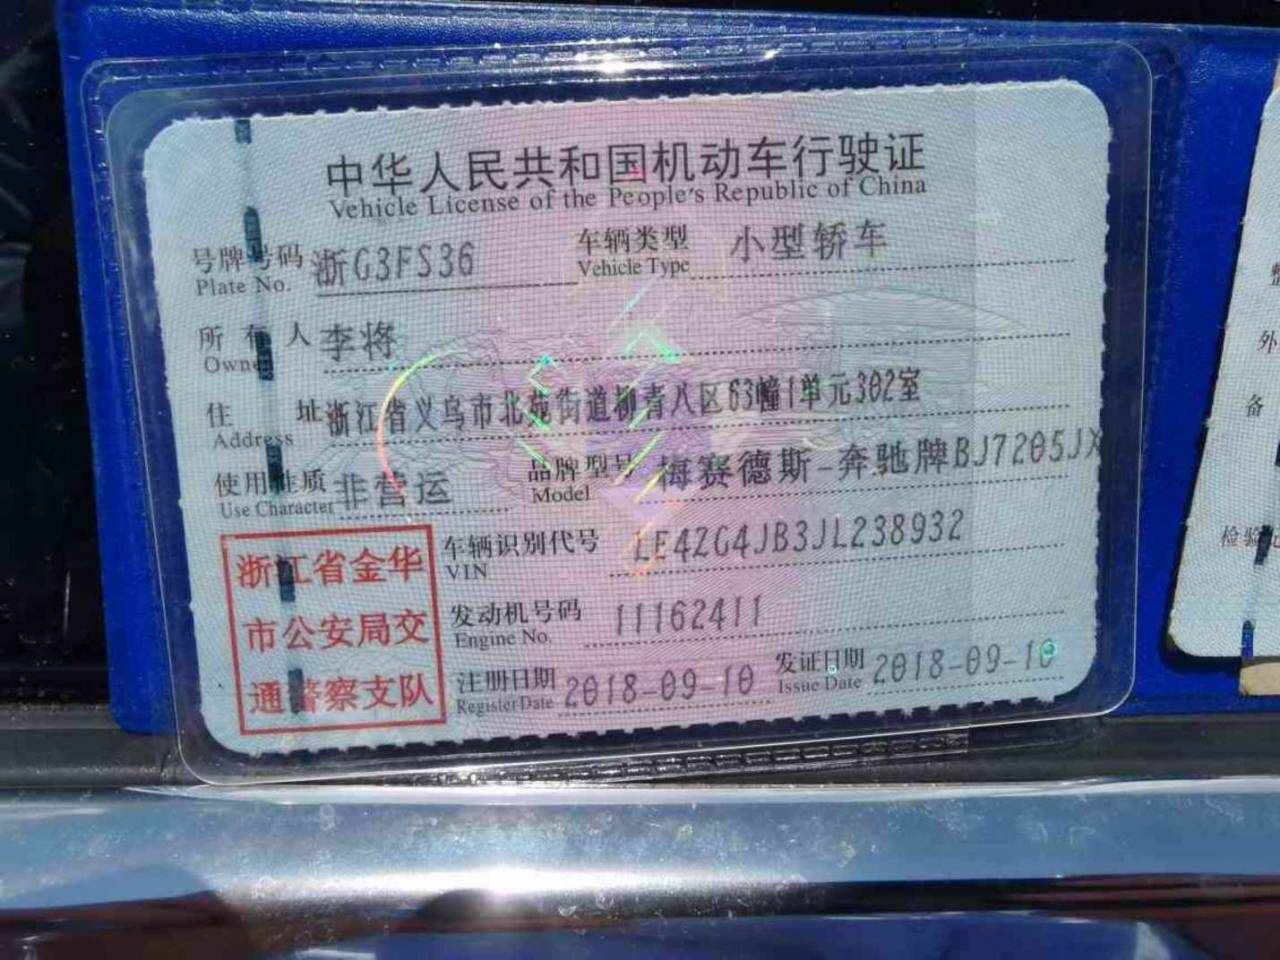 中华人民共和国机动车行驶证
Vehicle License of the People's Republic of China
号牌号码 浙G3FS36 车辆类型 小型轿车
Plate No. Vehicle Type
所有人 李将
Owner
住址 浙江省义乌市北苑街道柳青八区63幢1单元302室
Address
使用性质 非营运 品牌型号 梅赛德斯-奔驰牌BJ7205JX
Use Character Model
浙江省金华
市公安局交
通警察支队
车辆识别代号 LE4ZG4JB3JL238932
VIN
发动机号码 11162411
Engine No.
注册日期 2018-09-10 发证日期 2018-09-10
Register Date Issue Date
外
备
检验记